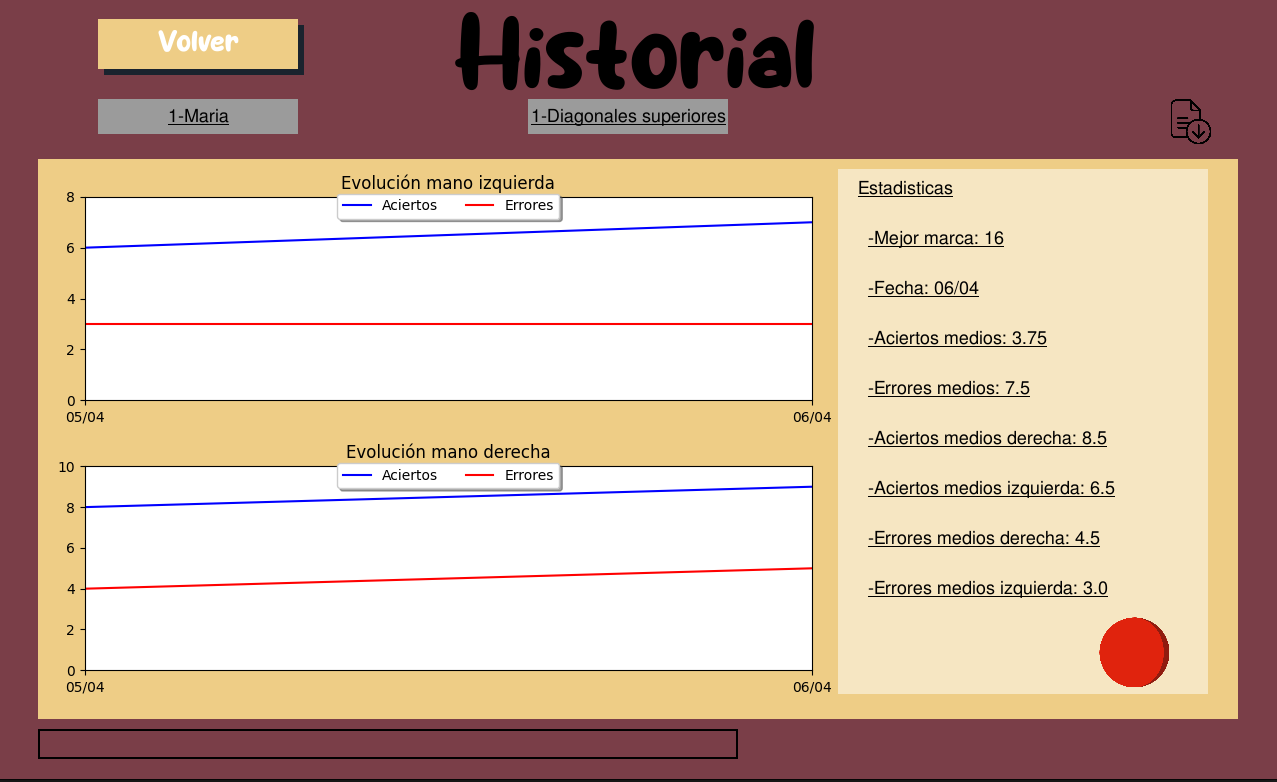 Volver
Historial
1-Maria
1-Diagonales superiores
Evolución mano izquierda
Aciertos
Errores
8
6
4
2
0
05/04
06/04
Evolución mano derecha
Aciertos
Errores
10
8
6
4
2
0
05/04
06/04
Estadisticas
-Mejor marca: 16
-Fecha: 06/04
-Aciertos medios: 3.75
-Errores medios: 7.5
-Aciertos medios derecha: 8.5
-Aciertos medios izquierda: 6.5
-Errores medios derecha: 4.5
-Errores medios izquierda: 3.0